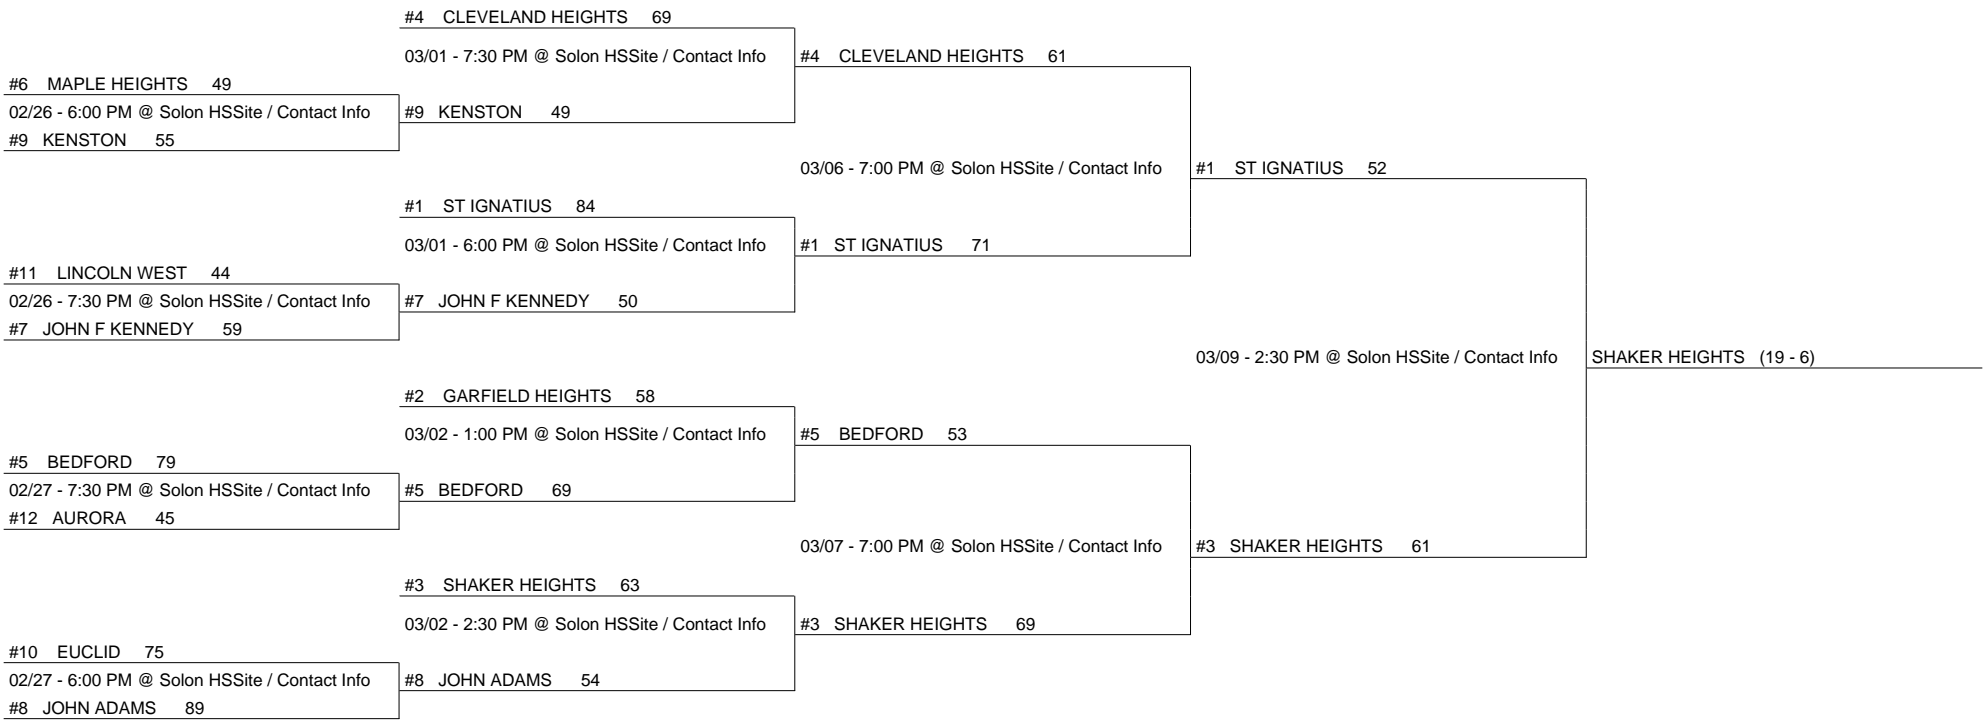 #4 CLEVELAND HEIGHTS 69
03/01 - 7:30 PM @ Solon HSSite / Contact Info
#4 CLEVELAND HEIGHTS 61
#6 MAPLE HEIGHTS 49
02/26 - 6:00 PM @ Solon HSSite / Contact Info
#9 KENSTON 49
#9 KENSTON 55
03/06 - 7:00 PM @ Solon HSSite / Contact Info
#1 ST IGNATIUS 52
#1 ST IGNATIUS 84
03/01 - 6:00 PM @ Solon HSSite / Contact Info
#1 ST IGNATIUS 71
#11 LINCOLN WEST 44
02/26 - 7:30 PM @ Solon HSSite / Contact Info
#7 JOHN F KENNEDY 50
#7 JOHN F KENNEDY 59
03/09 - 2:30 PM @ Solon HSSite / Contact Info
SHAKER HEIGHTS (19 - 6)
#2 GARFIELD HEIGHTS 58
03/02 - 1:00 PM @ Solon HSSite / Contact Info
#5 BEDFORD 53
#5 BEDFORD 79
02/27 - 7:30 PM @ Solon HSSite / Contact Info
#5 BEDFORD 69
#12 AURORA 45
03/07 - 7:00 PM @ Solon HSSite / Contact Info
#3 SHAKER HEIGHTS 61
#3 SHAKER HEIGHTS 63
03/02 - 2:30 PM @ Solon HSSite / Contact Info
#3 SHAKER HEIGHTS 69
#10 EUCLID 75
02/27 - 6:00 PM @ Solon HSSite / Contact Info
#8 JOHN ADAMS 54
#8 JOHN ADAMS 89